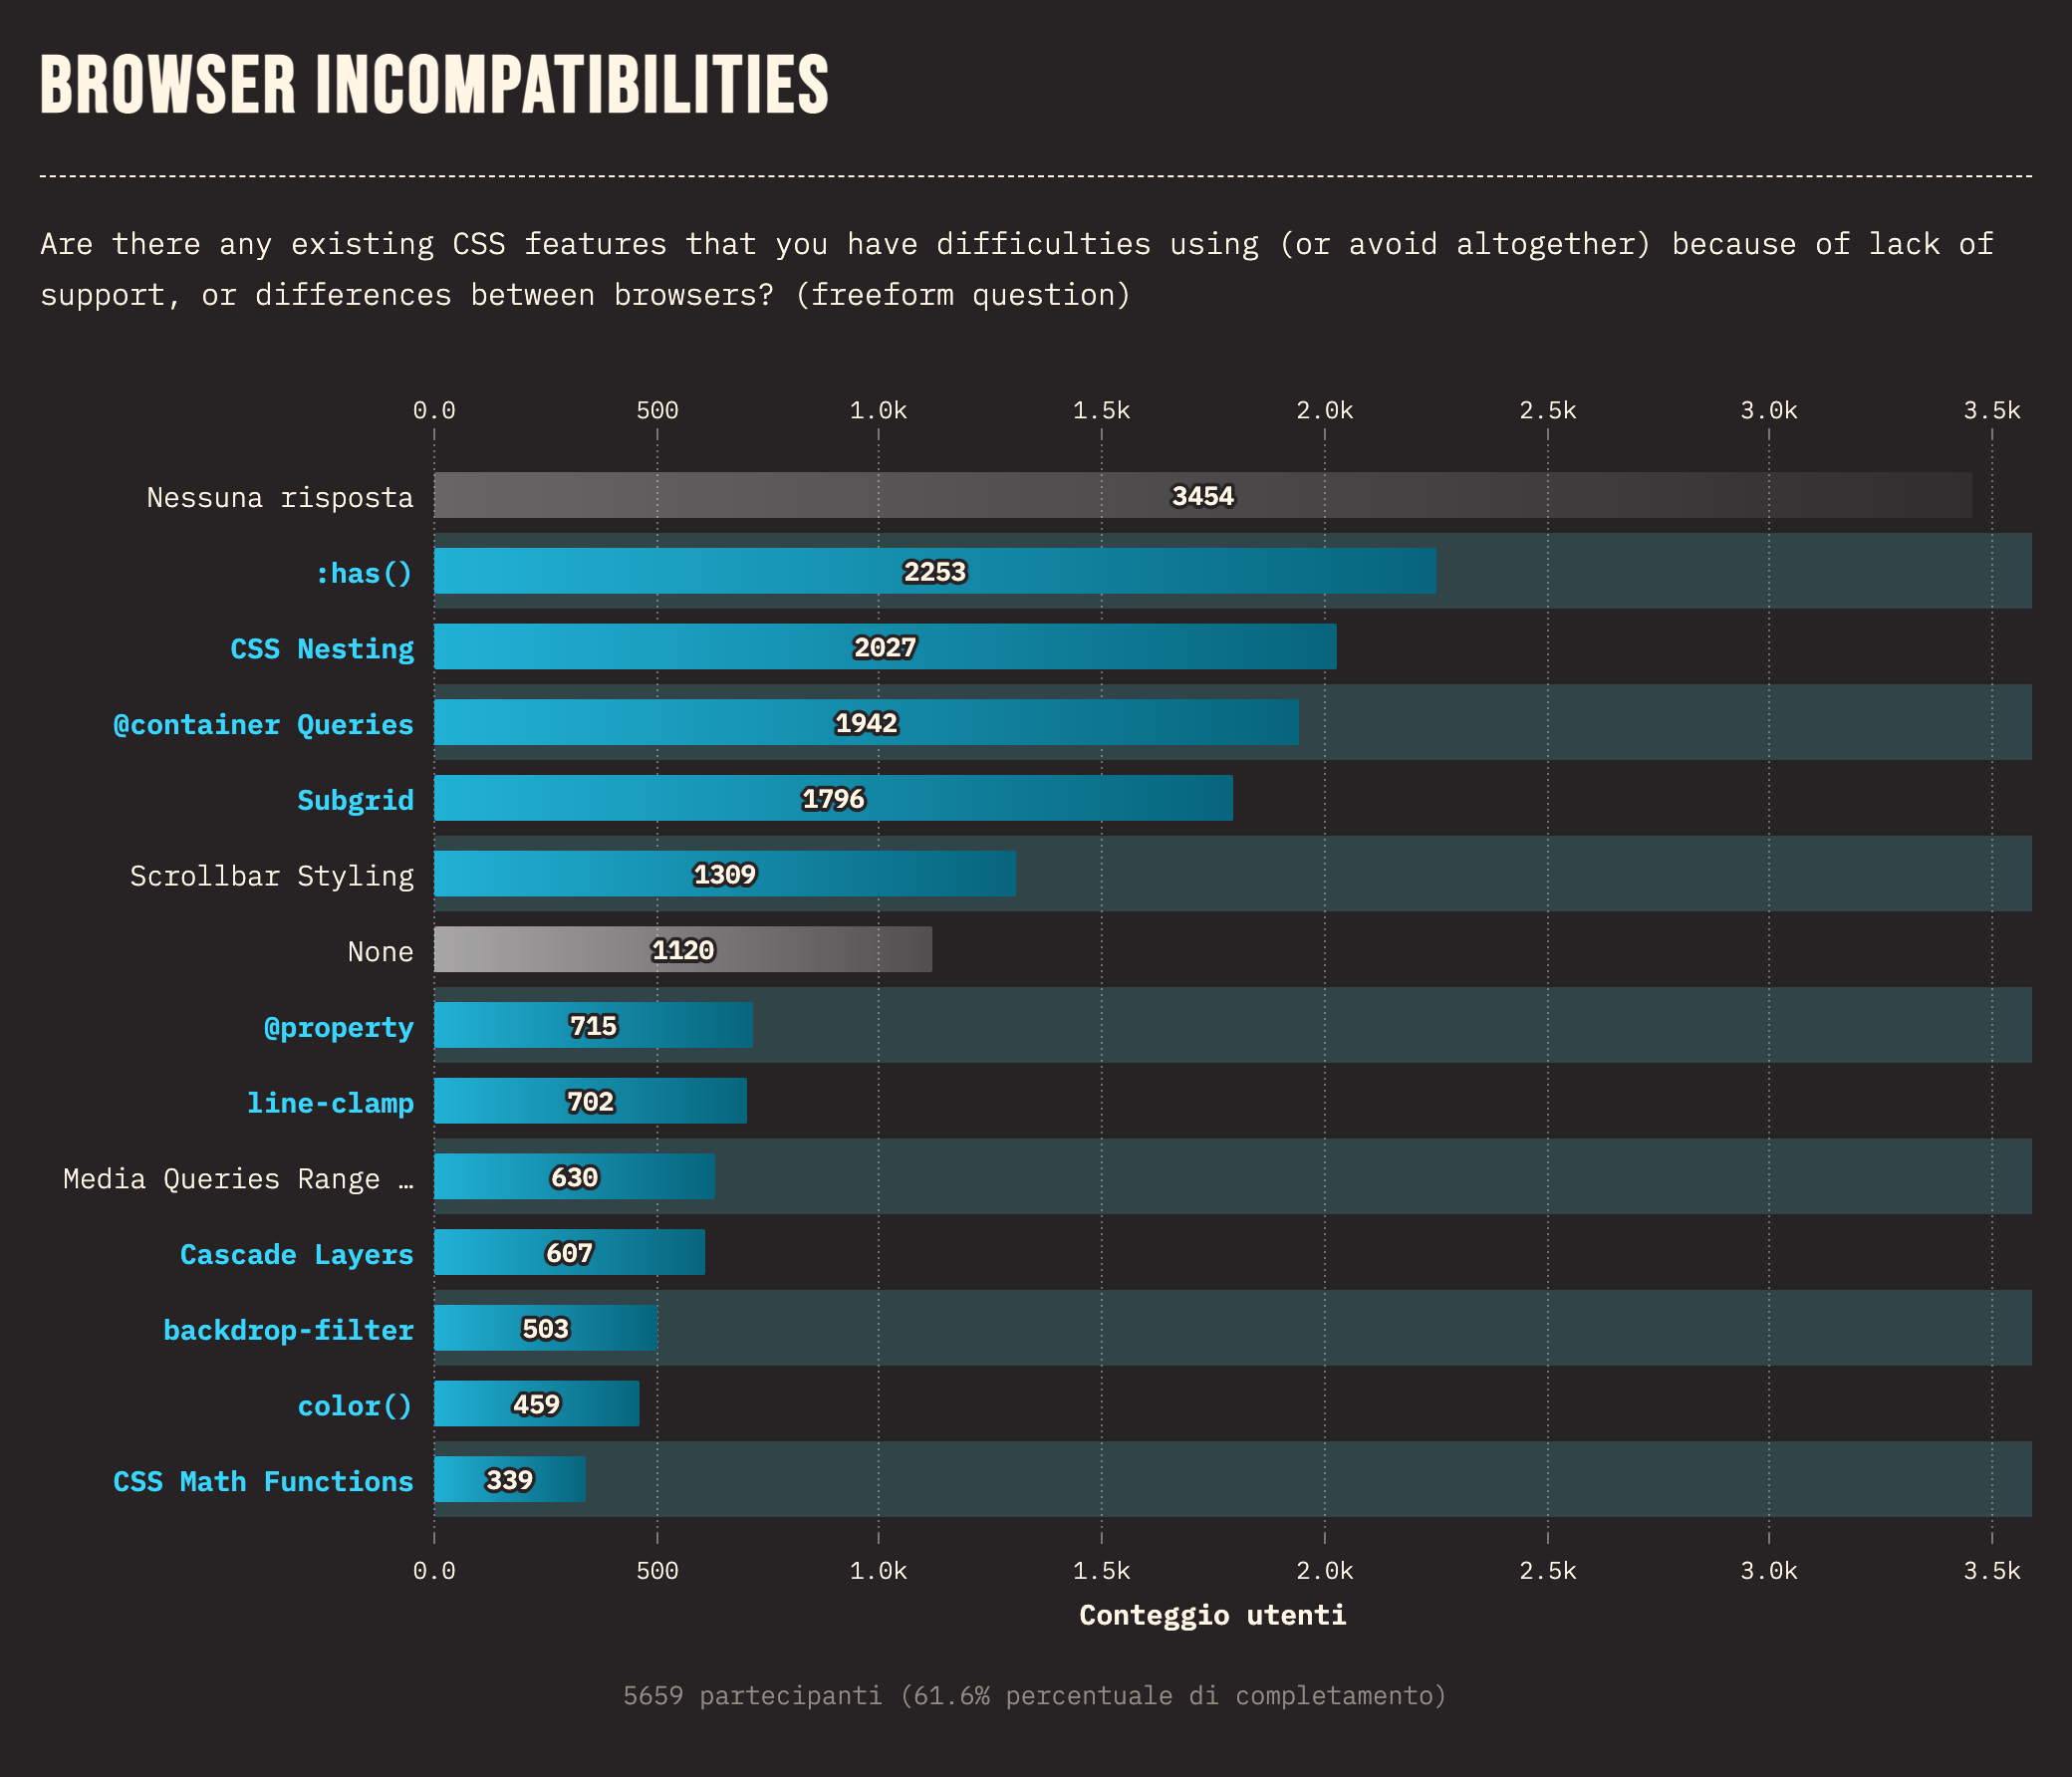 BROWSER INCOMPATIBILITIES
Are there any existing CSS features that you have difficulties using (or avoid altogether) because of lack of
support, or differences between browsers? (freeform question)
0.0 500 1.0k 1.5k 2.0k 2.5k 3.0k 3.5k
Nessuna risposta 3454
:has() 2253
CSS Nesting 2027
@container Queries 1942
Subgrid 1796
Scrollbar Styling 1309
None 1120
@property 715
line-clamp 702
Media Queries Range … 630
Cascade Layers 607
backdrop-filter 503
color() 459
CSS Math Functions 339
0.0 500 1.0k 1.5k 2.0k 2.5k 3.0k 3.5k
Conteggio utenti
5659 partecipanti (61.6% percentuale di completamento)